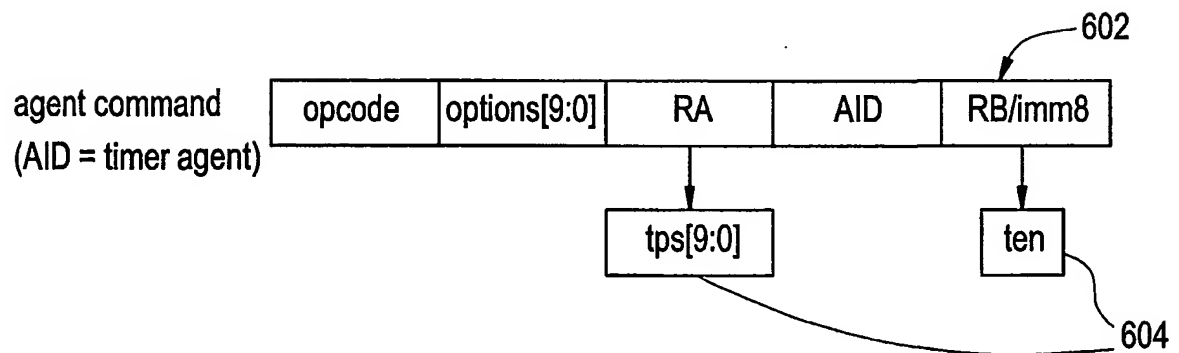 602
agent command
(AID = timer agent)
opcode options[9:0] RA AID RB/imm8
tps[9:0] ten
604